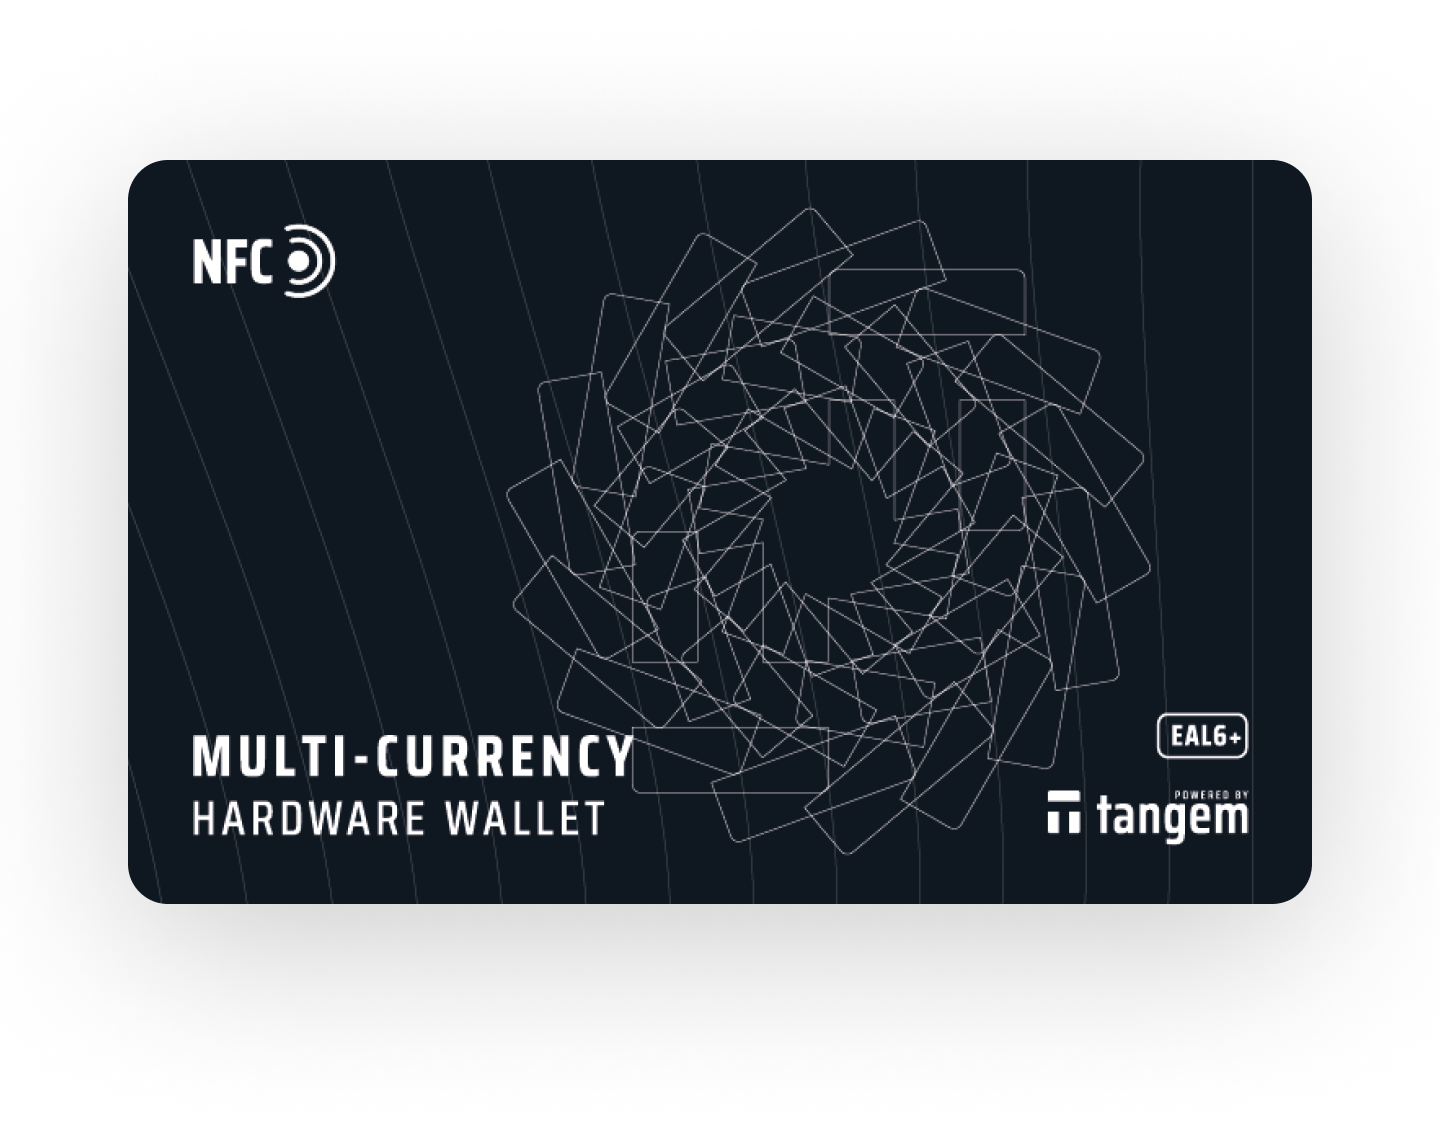 NFC
MULTI-CURRENCY
HARDWARE WALLET
EAL6+
POWERED BY
tangem